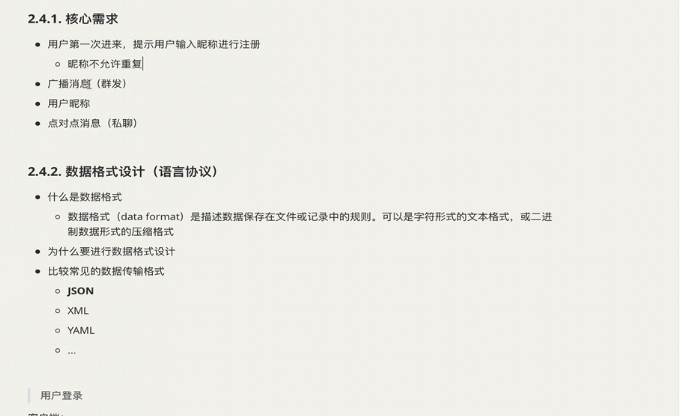 2.4.1. 核心需求
用户第一次进来，提示用户输入昵称进行注册
昵称不允许重复
广播消息（群发）
用户昵称
点对点消息（私聊）
2.4.2. 数据格式设计（语言协议）
什么是数据格式
数据格式（data format）是描述数据保存在文件或记录中的规则。可以是字符形式的文本格式，或二进
制数据形式的压缩格式
为什么要进行数据格式设计
比较常见的数据传输格式
JSON
XML
YAML
...
用户登录